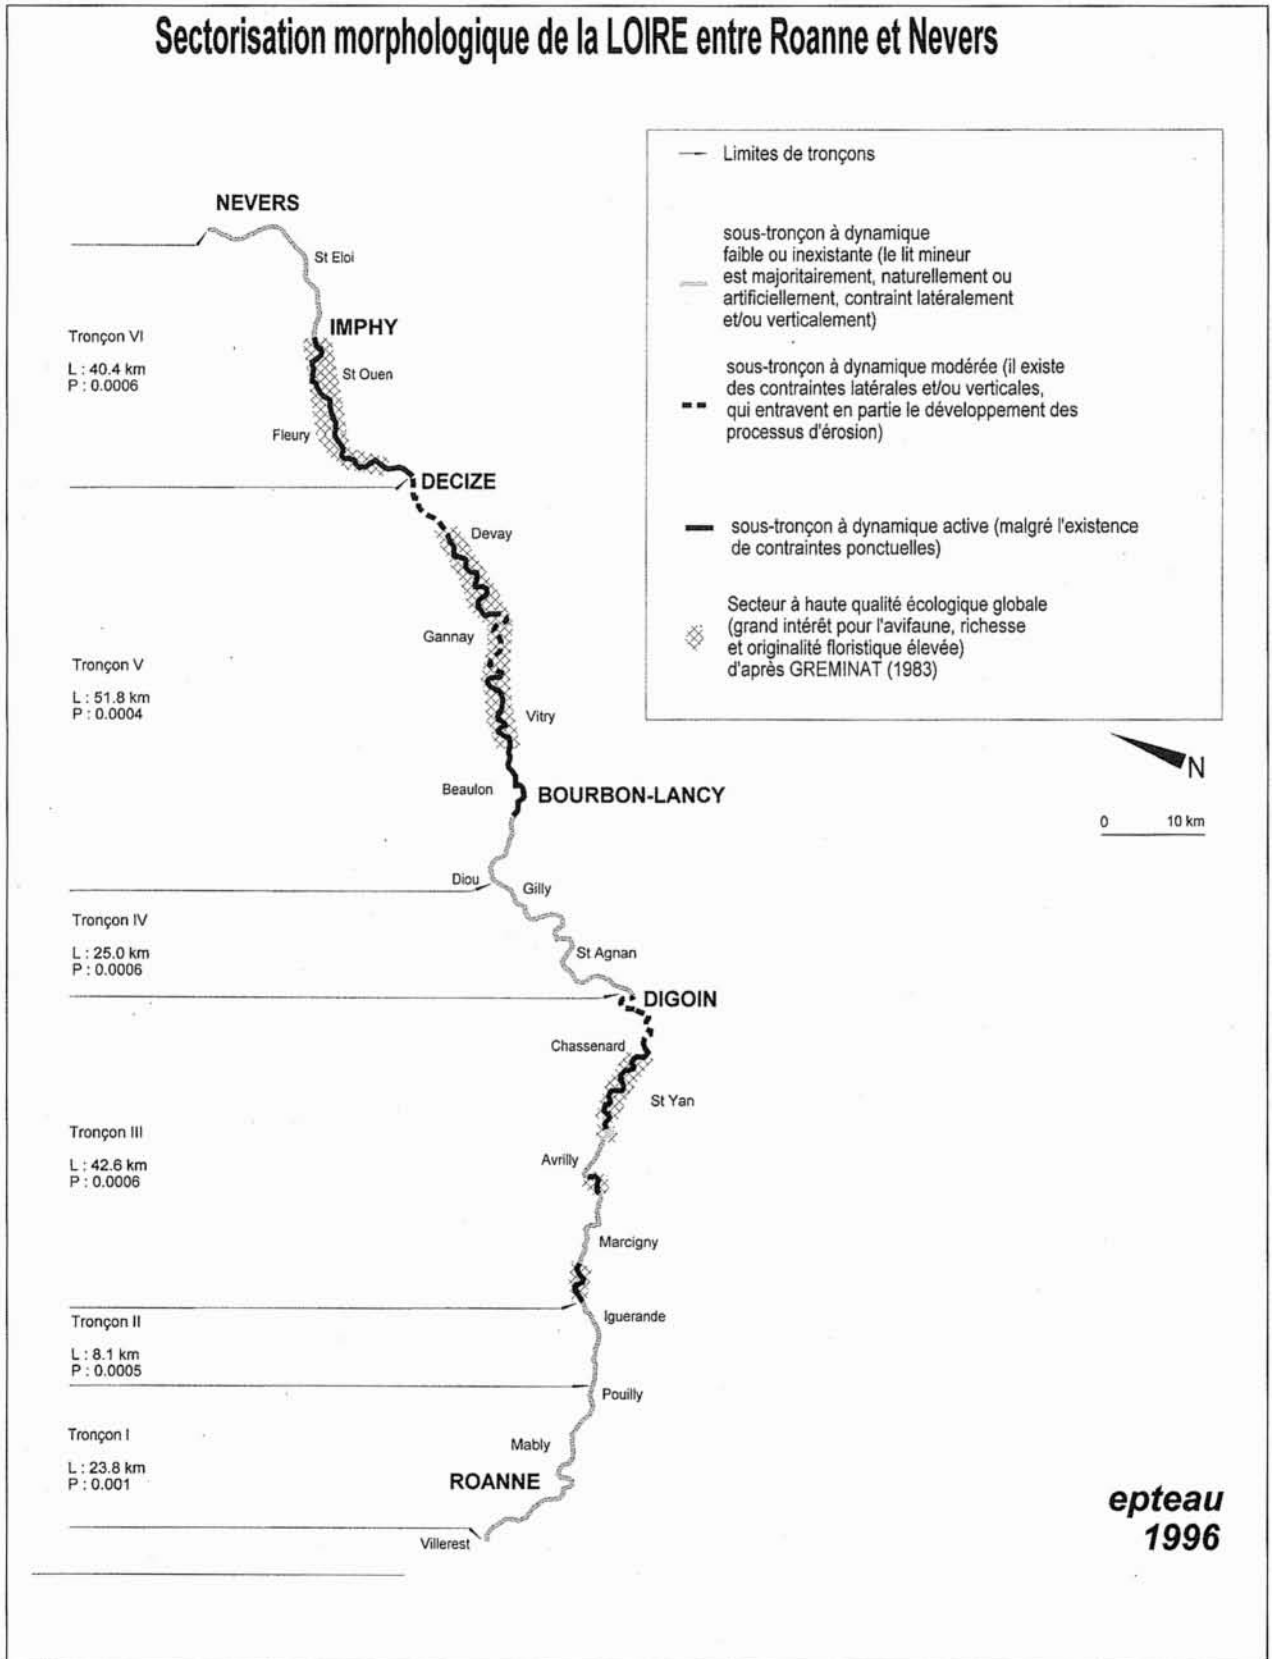 Sectorisation morphologique de la LOIRE entre Roanne et Nevers
Limites de tronçons
sous-tronçon à dynamique
faible ou inexistante (le lit mineur
est majoritairement, naturellement ou
artificiellement, contraint latéralement
et/ou verticalement)
sous-tronçon à dynamique modérée (il existe
des contraintes latérales et/ou verticales,
qui entravent en partie le développement des
processus d'érosion)
sous-tronçon à dynamique active (malgré l'existence
de contraintes ponctuelles)
Secteur à haute qualité écologique globale
(grand intérêt pour l'avifaune, richesse
et originalité floristique élevée)
d'après GREMINAT (1983)
N
0 10 km
NEVERS
St Eloi
IMPHY
Tronçon VI
L : 40.4 km
P : 0.0006
St Ouen
Fleury
DECIZE
Devay
Gannay
Tronçon V
L : 51.8 km
P : 0.0004
Vitry
Beaulon
BOURBON-LANCY
Diou
Gilly
Tronçon IV
L : 25.0 km
P : 0.0006
St Agnan
DIGOIN
Chassenard
St Yan
Tronçon III
L : 42.6 km
P : 0.0006
Avrilly
Marcigny
Iguerande
Tronçon II
L : 8.1 km
P : 0.0005
Pouilly
Tronçon I
L : 23.8 km
P : 0.001
Mably
ROANNE
Villerest
epteau
1996